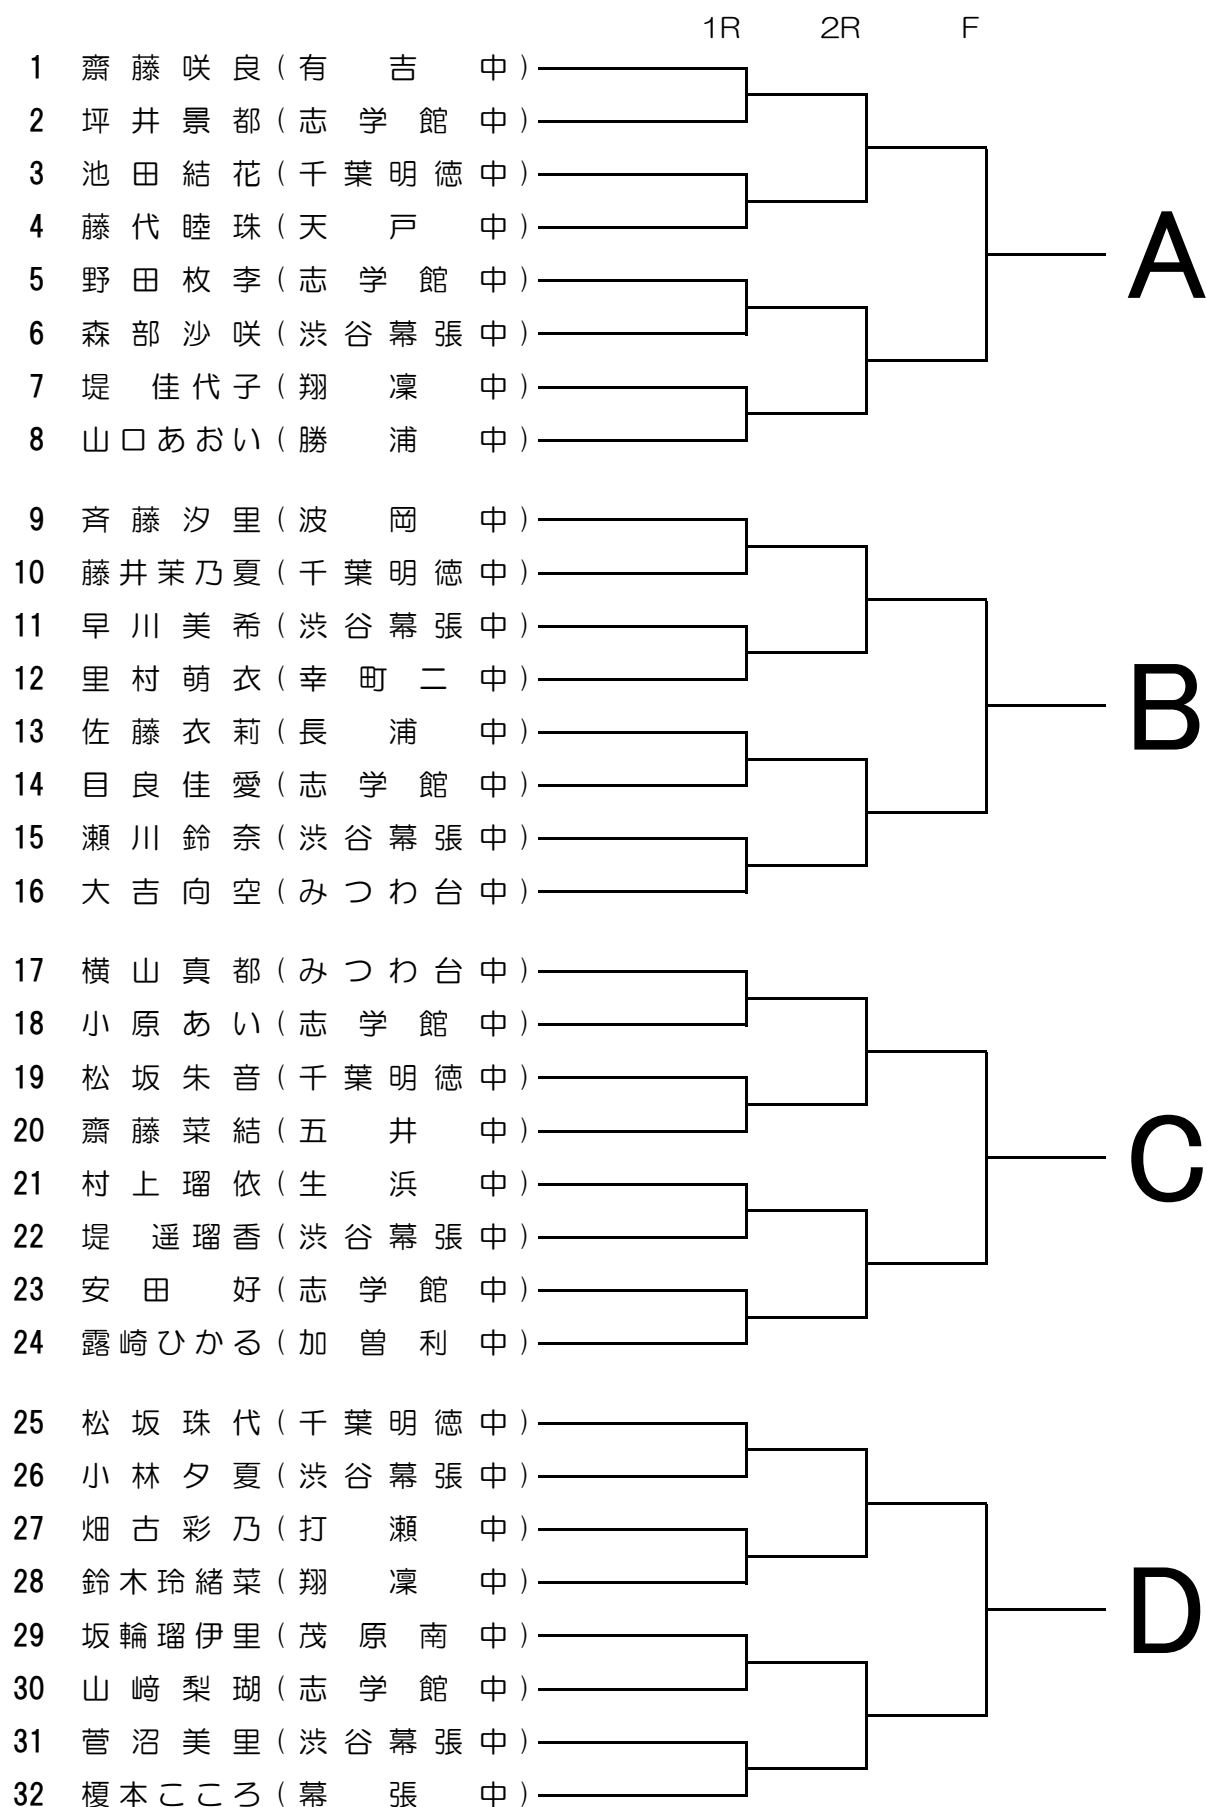 1R 2R F
1 齋藤咲良(有吉中)
2 坪井景都(志学館中)
3 池田結花(千葉明徳中)
4 藤代睦珠(天戸中)
A
5 野田枚李(志学館中)
6 森部沙咲(渋谷幕張中)
7 堤 佳代子(翔凜中)
8 山口あおい(勝浦中)
9 斉藤汐里(波岡中)
10 藤井茉乃夏(千葉明徳中)
11 早川美希(渋谷幕張中)
12 里村萌衣(幸町二中)
B
13 佐藤衣莉(長浦中)
14 目良佳愛(志学館中)
15 瀬川鈴奈(渋谷幕張中)
16 大吉向空(みつわ台中)
17 横山真都(みつわ台中)
18 小原あい(志学館中)
19 松坂朱音(千葉明徳中)
20 齋藤菜結(五井中)
C
21 村上瑠依(生浜中)
22 堤 遥瑠香(渋谷幕張中)
23 安田 好(志学館中)
24 露崎ひかる(加曽利中)
25 松坂珠代(千葉明徳中)
26 小林夕夏(渋谷幕張中)
27 畑古彩乃(打瀬中)
28 鈴木玲緒菜(翔凜中)
D
29 坂輪瑠伊里(茂原南中)
30 山﨑梨瑚(志学館中)
31 菅沼美里(渋谷幕張中)
32 榎本こころ(幕張中)